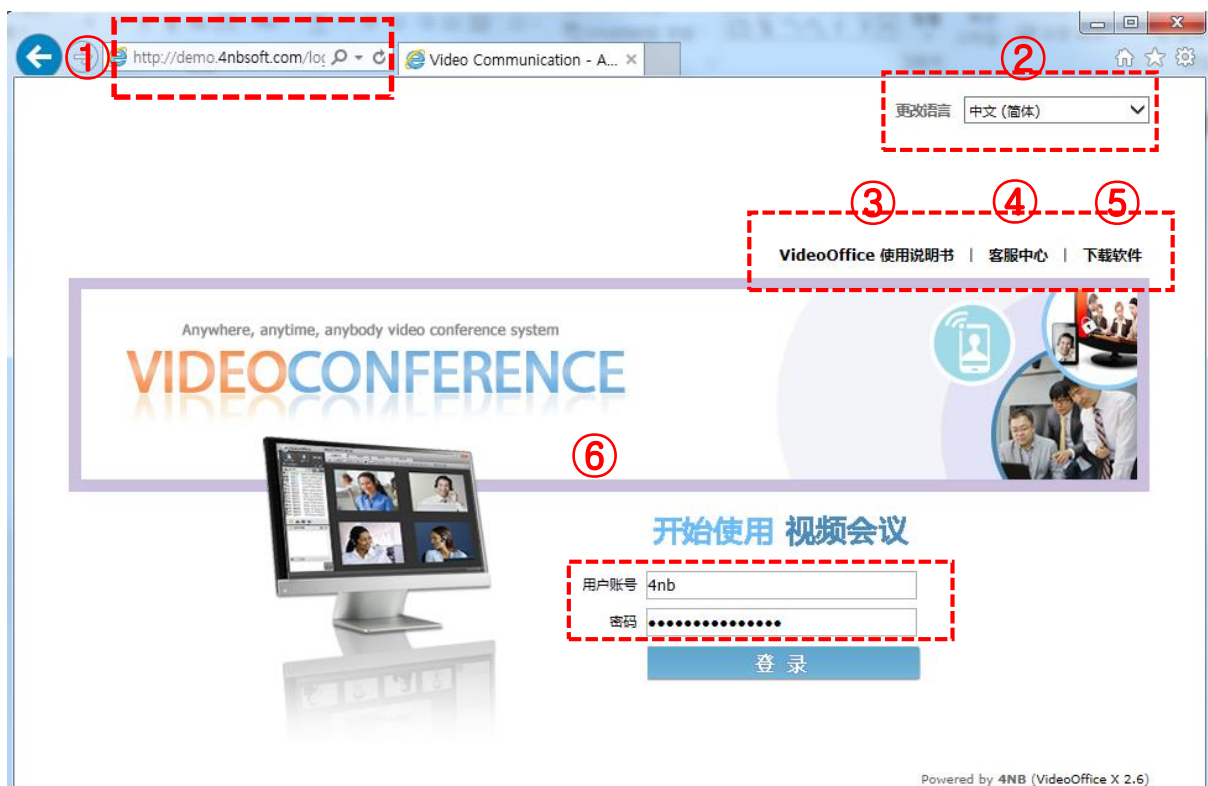 ①
http://demo.4nbsoft.com/log
Video Communication - A...
②
更改语言 中文 (简体)
③ ④ ⑤
VideoOffice 使用说明书 | 客服中心 | 下载软件
Anywhere, anytime, anybody video conference system
VIDEOCONFERENCE
⑥
开始使用 视频会议
用户账号 4nb
密码 •••••••••••••••
登 录
Powered by 4NB (VideoOffice X 2.6)